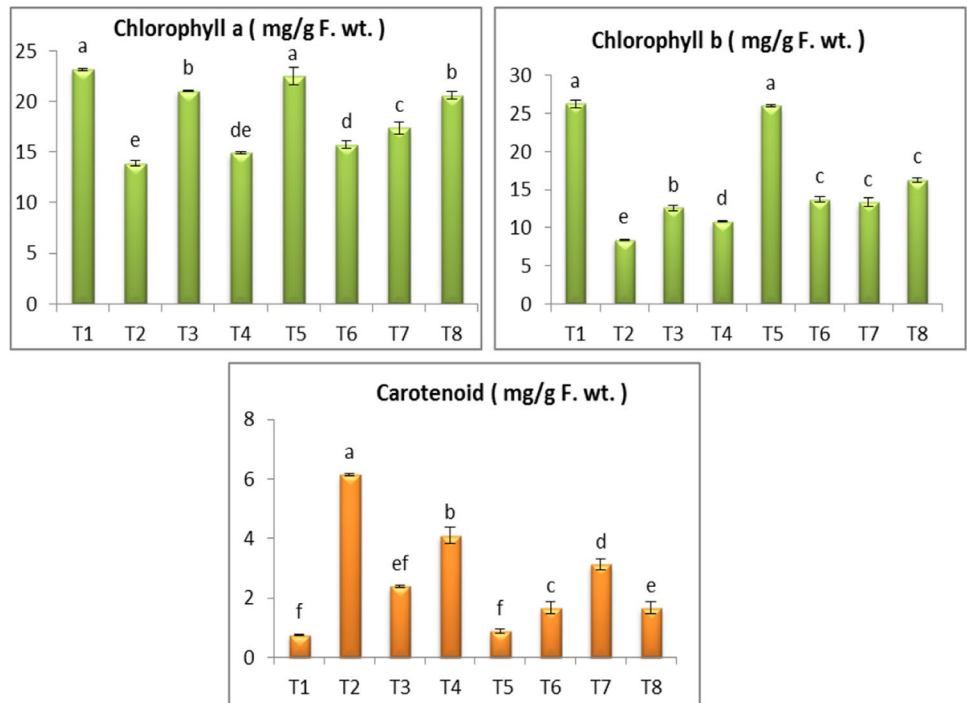 Chlorophyll a ( mg/g F. wt. )
25
20
15
10
5
0
a
e
b
de
a
d
c
b
T1 T2 T3 T4 T5 T6 T7 T8
Chlorophyll b ( mg/g F. wt. )
30
25
20
15
10
5
0
a
e
b
d
a
c
c
c
T1 T2 T3 T4 T5 T6 T7 T8
Carotenoid ( mg/g F. wt. )
8
6
4
2
0
f
a
ef
b
f
c
d
e
T1 T2 T3 T4 T5 T6 T7 T8